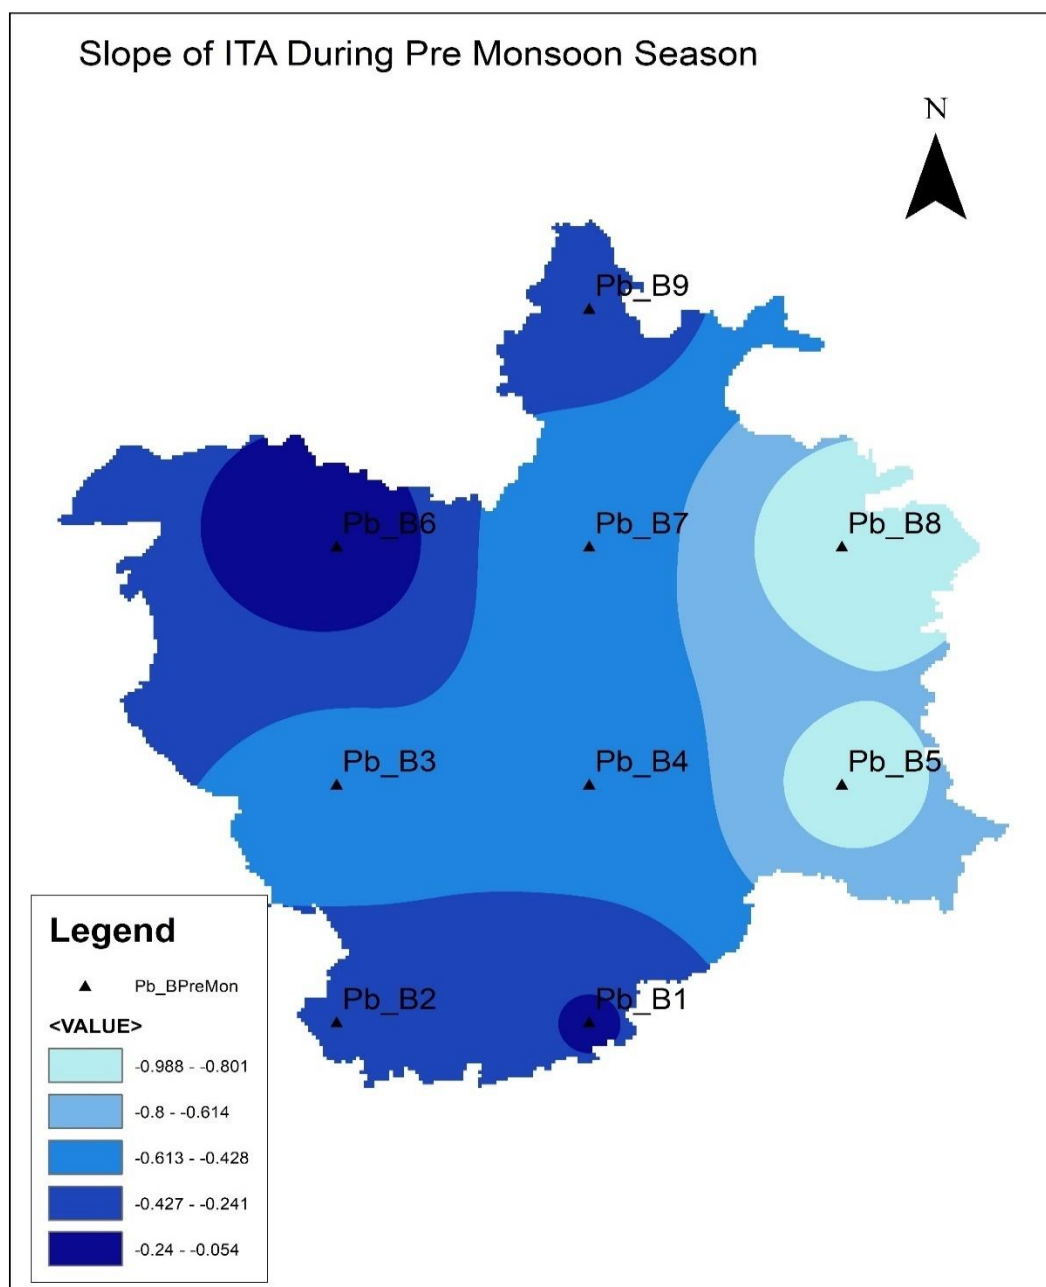 Slope of ITA During Pre Monsoon Season
N
Pb_B9
Pb_B6
Pb_B7
Pb_B8
Pb_B3
Pb_B4
Pb_B5
Pb_B2
Pb_B1
Legend
Pb_BPreMon
<VALUE>
-0.988 - -0.801
-0.8 - -0.614
-0.613 - -0.428
-0.427 - -0.241
-0.24 - -0.054